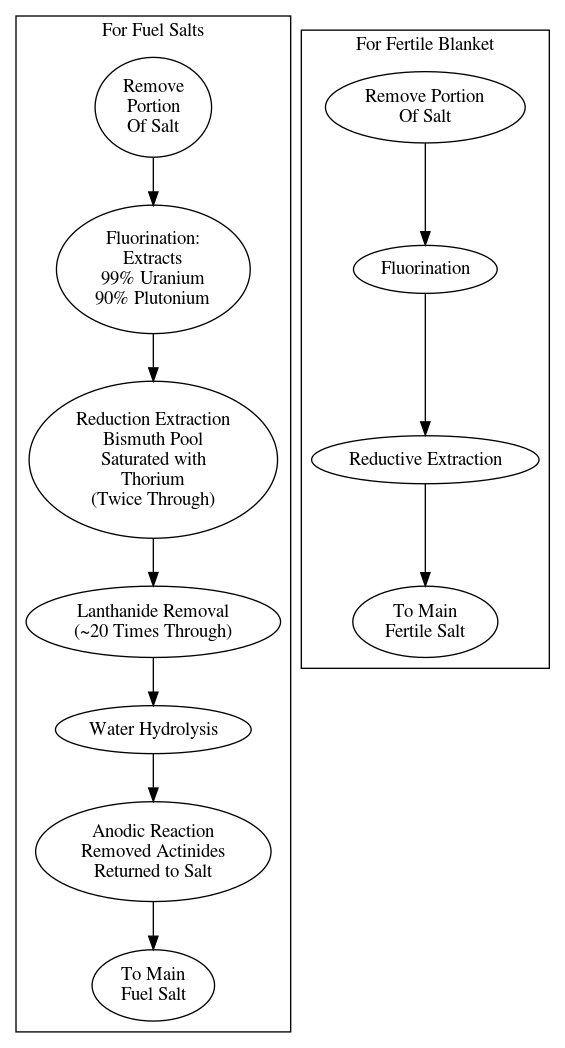 For Fuel Salts
Remove
Portion
Of Salt
Fluorination:
Extracts
99% Uranium
90% Plutonium
Reduction Extraction
Bismuth Pool
Saturated with
Thorium
(Twice Through)
Lanthanide Removal
(~20 Times Through)
Water Hydrolysis
Anodic Reaction
Removed Actinides
Returned to Salt
To Main
Fuel Salt
For Fertile Blanket
Remove Portion
Of Salt
Fluorination
Reductive Extraction
To Main
Fertile Salt